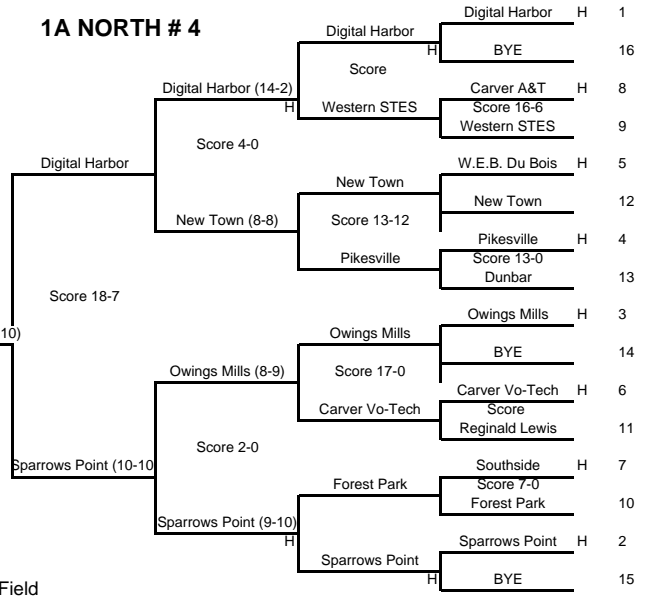 Digital Harbor H 1
1A NORTH # 4
Digital Harbor
H BYE 16
Score
Digital Harbor (14-2) Carver A&T H 8
H Western STES Score 16-6
Western STES 9
Score 4-0
Digital Harbor W.E.B. Du Bois H 5
New Town
New Town 12
New Town (8-8) Score 13-12
Pikesville H 4
Pikesville Score 13-0
Dunbar 13
Score 18-7
Owings Mills H 3
10) Owings Mills
BYE 14
Owings Mills (8-9) Score 17-0
Carver Vo-Tech H 6
Carver Vo-Tech Score
Reginald Lewis 11
Score 2-0
Sparrows Point (10-10 Southside H 7
Forest Park Score 7-0
Forest Park 10
Sparrows Point (9-10)
H Sparrows Point H 2
Sparrows Point
H BYE 15
Field